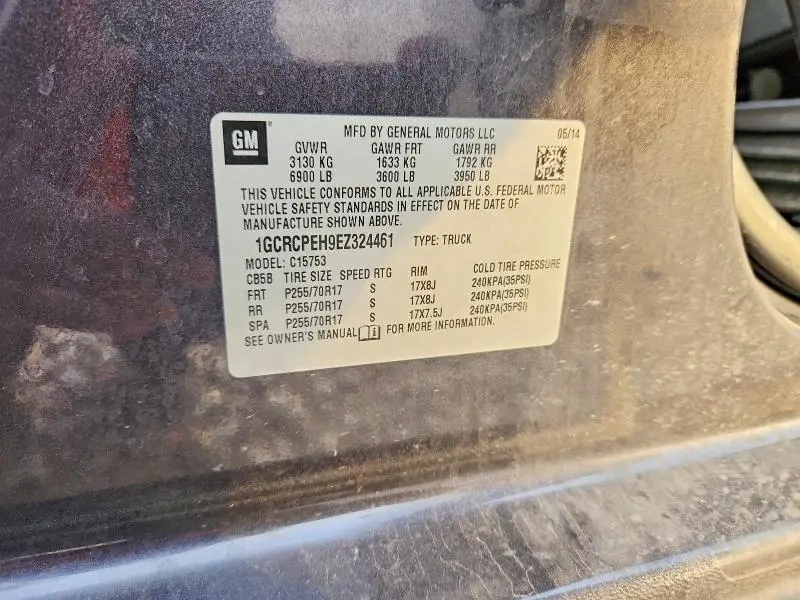 GM ® MFD BY GENERAL MOTORS LLC 05/14
GVWR GAWR FRT GAWR RR
3130 KG 1633 KG 1792 KG
6900 LB 3600 LB 3950 LB
THIS VEHICLE CONFORMS TO ALL APPLICABLE U.S. FEDERAL MOTOR
VEHICLE SAFETY STANDARDS IN EFFECT ON THE DATE OF
MANUFACTURE SHOWN ABOVE.
1GCRCPEH9EZ324461 TYPE: TRUCK
MODEL: C15753
CB5B TIRE SIZE SPEED RTG RIM COLD TIRE PRESSURE
FRT P255/70R17 S 17X8J 240KPA(35PSI)
RR P255/70R17 S 17X8J 240KPA(35PSI)
SPA P255/70R17 S 17X7.5J 240KPA(35PSI)
SEE OWNER'S MANUAL FOR MORE INFORMATION.